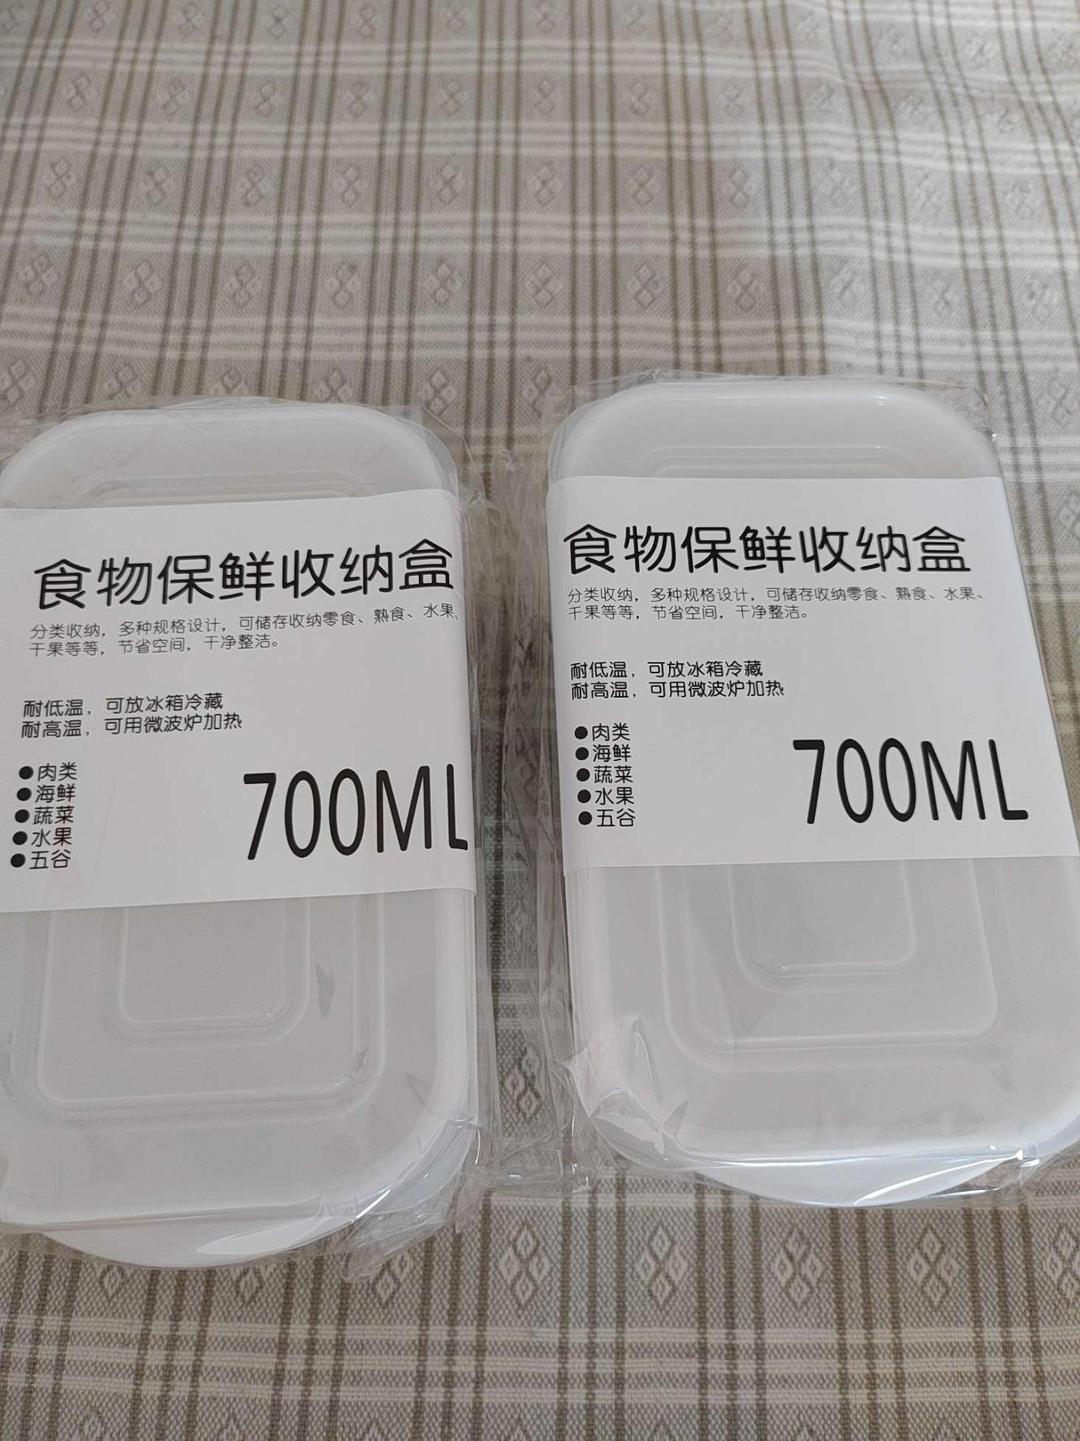 食物保鲜收纳盒
分类收纳，多种规格设计，可储存收纳零食、熟食、水果、
干果等等，节省空间，干净整洁。
耐低温，可放冰箱冷藏
耐高温，可用微波炉加热
●肉类
●海鲜
●蔬菜
●水果
●五谷
700ML
食物保鲜收纳盒
分类收纳，多种规格设计，可储存收纳零食、熟食、水果、
干果等等，节省空间，干净整洁。
耐低温，可放冰箱冷藏
耐高温，可用微波炉加热
●肉类
●海鲜
●蔬菜
●水果
●五谷
700ML